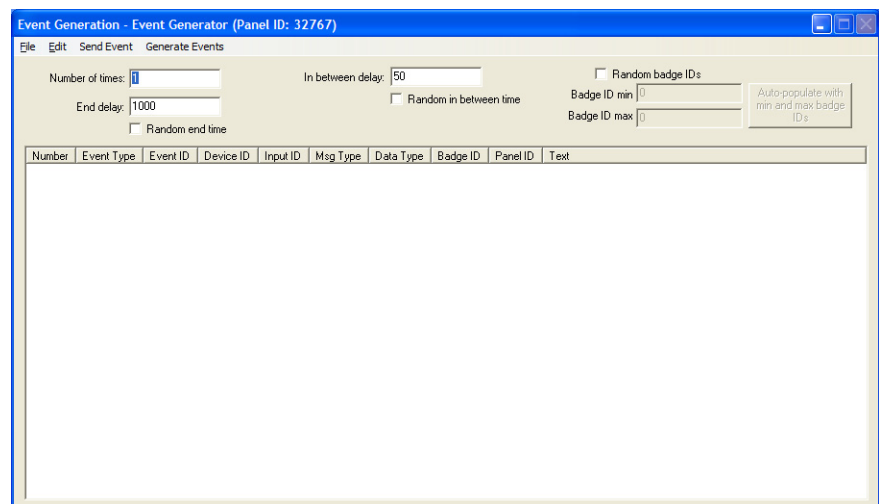 Event Generation - Event Generator (Panel ID: 32767)
File Edit Send Event Generate Events
Number of times: 1
In between delay: 50
Random badge IDs
End delay: 1000
Random in between time
Badge ID min 0
Badge ID max 0
Auto-populate with
min and max badge
IDs
Random end time
Number Event Type Event ID Device ID Input ID Msg Type Data Type Badge ID Panel ID Text